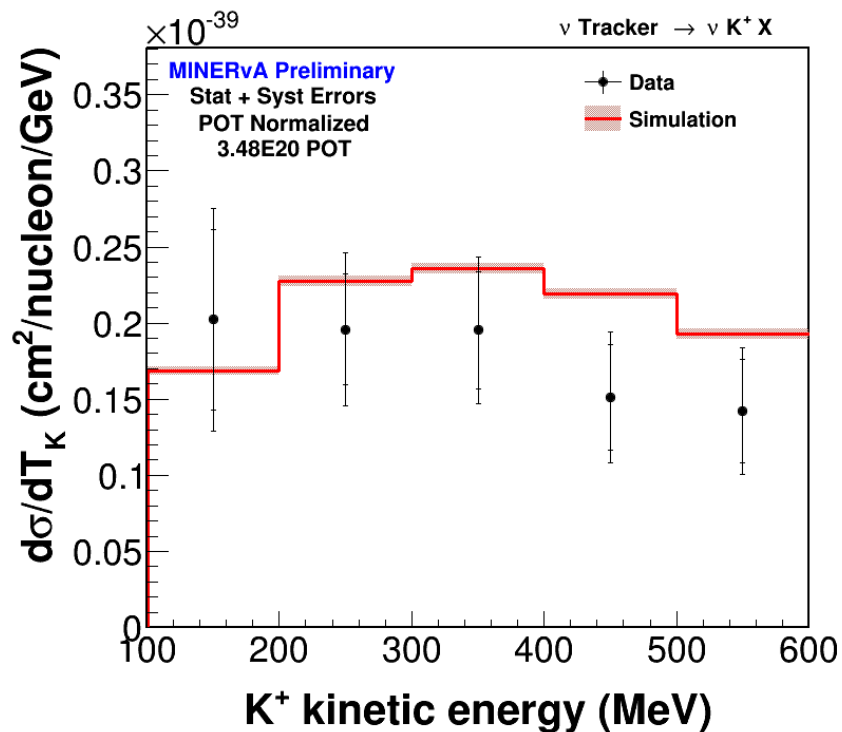 ×10⁻³⁹
ν Tracker → ν K⁺ X
MINERvA Preliminary
Stat + Syst Errors
POT Normalized
3.48E20 POT
Data
Simulation
dσ/dT_K (cm²/nucleon/GeV)
0.35
0.3
0.25
0.2
0.15
0.1
0.05
0
100 200 300 400 500 600
K⁺ kinetic energy (MeV)